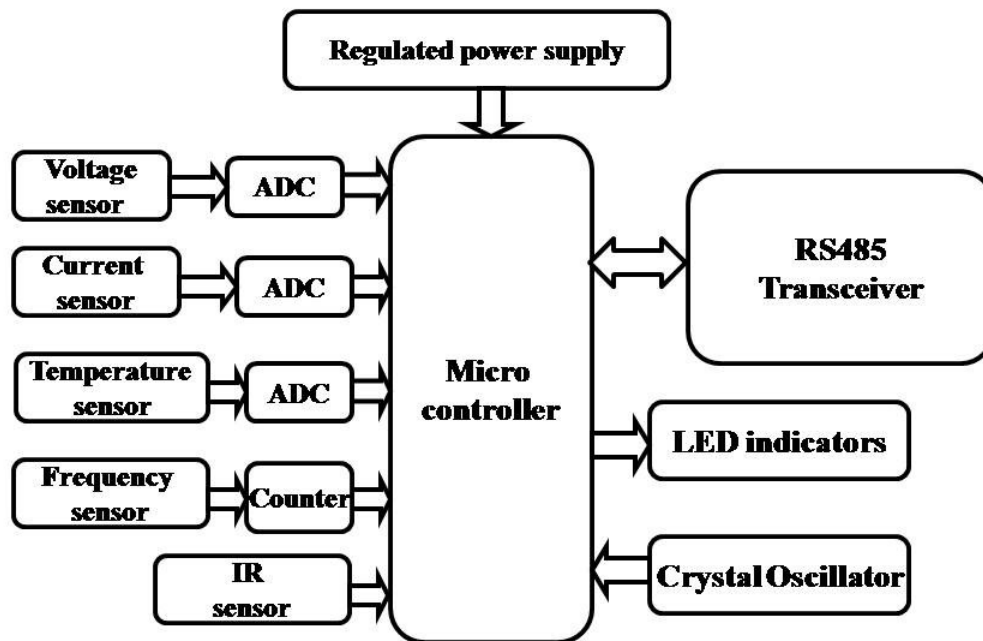 Regulated power supply
Voltage
sensor
ADC
Current
sensor
ADC
Temperature
sensor
ADC
Frequency
sensor
Counter
IR
sensor
Micro
controller
RS485
Transceiver
LED indicators
Crystal Oscillator